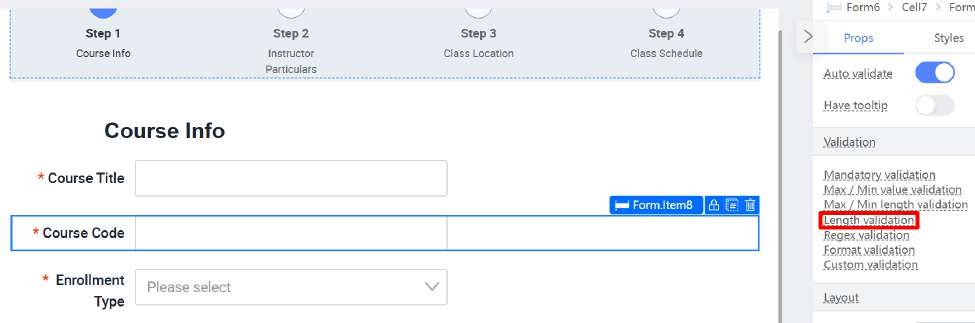 Form6 > Cell7 > Form
Step 1
Step 2
Step 3
Step 4
Course Info
Instructor
Particulars
Class Location
Class Schedule
Props
Styles
Auto validate
Have tooltip
Course Info
Validation
* Course Title
Mandatory validation
Max / Min value validation
Max / Min length validation
Form.Item8
Length validation
* Course Code
Regex validation
Format validation
Custom validation
* Enrollment
Type
Please select
Layout